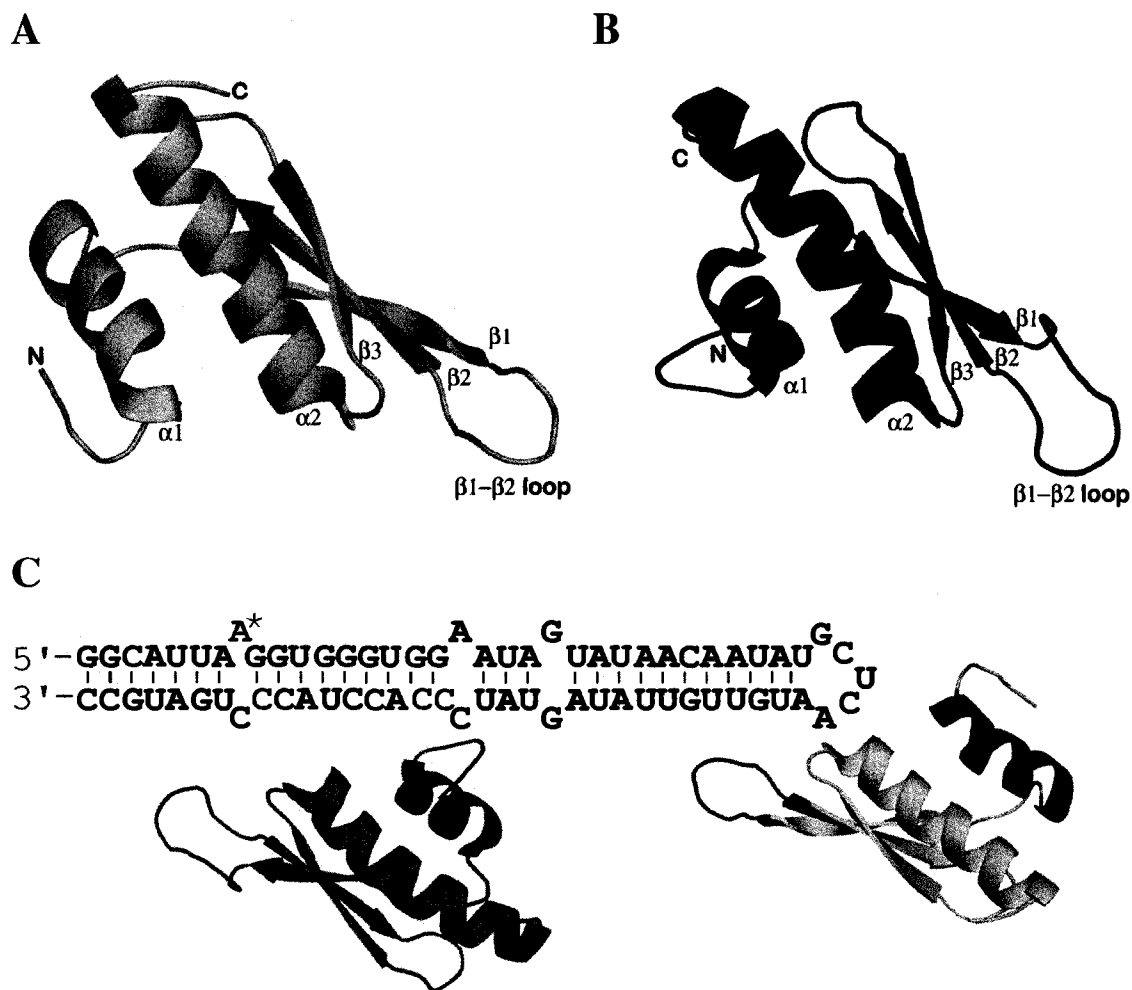 A
B
C
C
N
α1
α2
β3
β2
β1
β1–β2 loop
C
N
α1
α2
β3
β2
β1
β1–β2 loop
C
A* A G G
5'-GGCAUUA GGUGGGUGG AUA UAUAACAAUAU C
U
3'-CCGUAGU CCAUCCACC UAU AUAUUGUUGUA C
C C G A